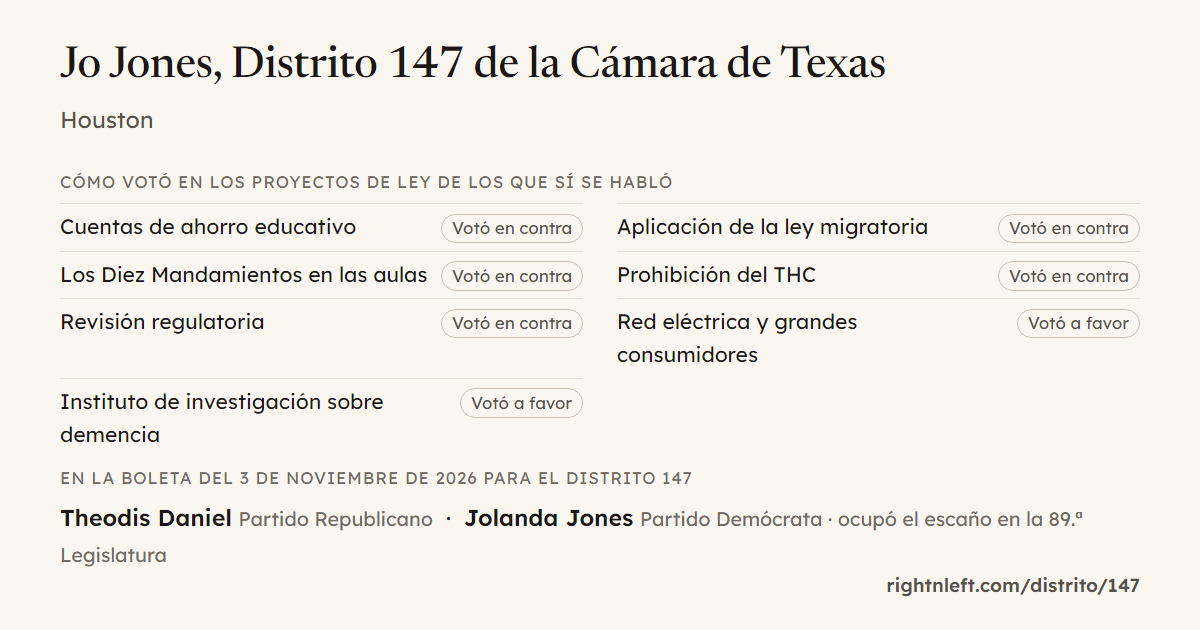 Jo Jones, Distrito 147 de la Cámara de Texas
Houston
CÓMO VOTÓ EN LOS PROYECTOS DE LEY DE LOS QUE SÍ SE HABLÓ
Cuentas de ahorro educativo Votó en contra
Aplicación de la ley migratoria Votó en contra
Los Diez Mandamientos en las aulas Votó en contra
Prohibición del THC Votó en contra
Revisión regulatoria Votó en contra
Red eléctrica y grandes Votó a favor
consumidores
Instituto de investigación sobre Votó a favor
demencia
EN LA BOLETA DEL 3 DE NOVIEMBRE DE 2026 PARA EL DISTRITO 147
Theodis Daniel Partido Republicano · Jolanda Jones Partido Demócrata · ocupó el escaño en la 89.ª
Legislatura
rightnleft.com/distrito/147